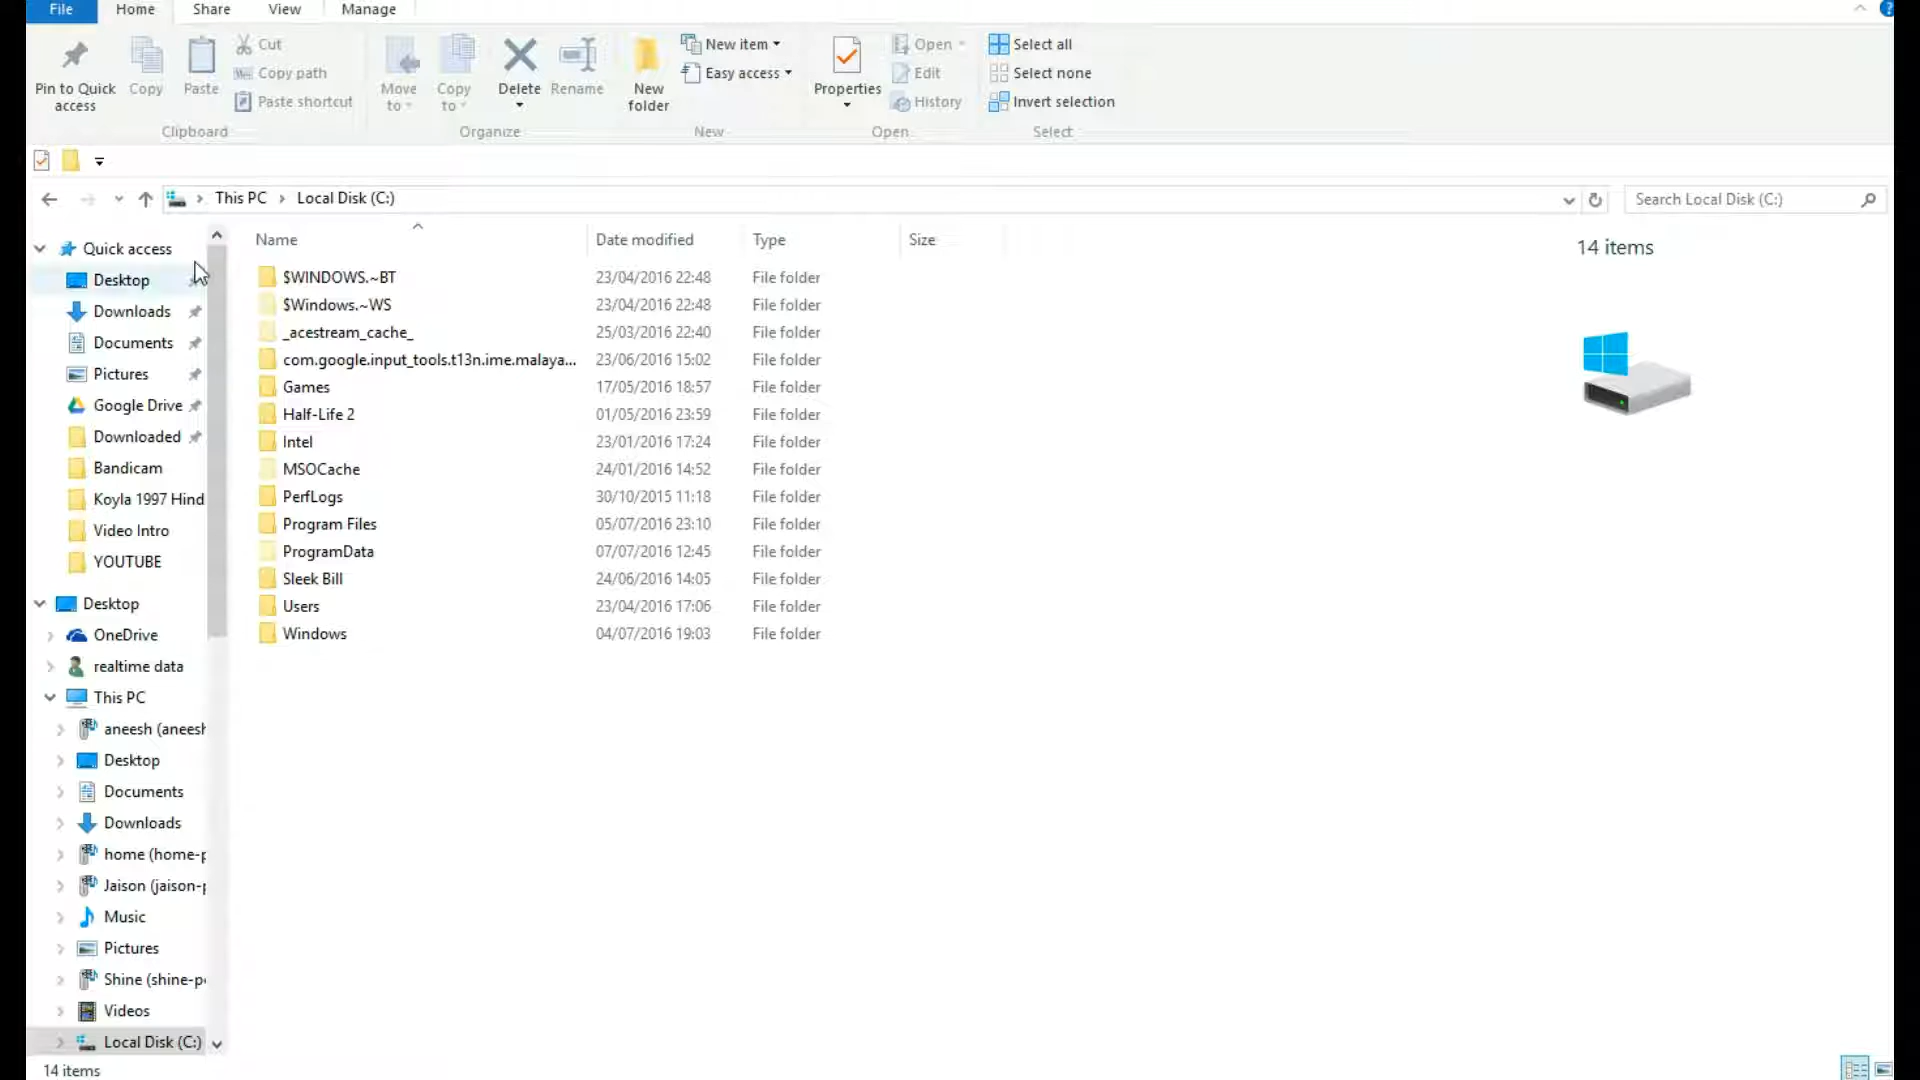 File Home Share View Manage
Pin to Quick access
Copy
Paste
Cut
Copy path
Paste shortcut
Clipboard
Move to
Copy to
Delete
Rename
Organize
New folder
New item
Easy access
New
Properties
Open
Edit
History
Open
Select all
Select none
Invert selection
Select
This PC > Local Disk (C:)
Search Local Disk (C:)
Quick access
Desktop
Downloads
Documents
Pictures
Google Drive
Downloaded
Bandicam
Koyla 1997 Hind
Video Intro
YOUTUBE
Desktop
OneDrive
realtime data
This PC
aneesh (aneesh
Desktop
Documents
Downloads
home (home-p
Jaison (jaison-p
Music
Pictures
Shine (shine-p
Videos
Local Disk (C:)
Name Date modified Type Size
$WINDOWS.~BT 23/04/2016 22:48 File folder
$Windows.~WS 23/04/2016 22:48 File folder
_acestream_cache_ 25/03/2016 22:40 File folder
com.google.input_tools.t13n.ime.malaya... 23/06/2016 15:02 File folder
Games 17/05/2016 18:57 File folder
Half-Life 2 01/05/2016 23:59 File folder
Intel 23/01/2016 17:24 File folder
MSOCache 24/01/2016 14:52 File folder
PerfLogs 30/10/2015 11:18 File folder
Program Files 05/07/2016 23:10 File folder
ProgramData 07/07/2016 12:45 File folder
Sleek Bill 24/06/2016 14:05 File folder
Users 23/04/2016 17:06 File folder
Windows 04/07/2016 19:03 File folder
14 items
14 items